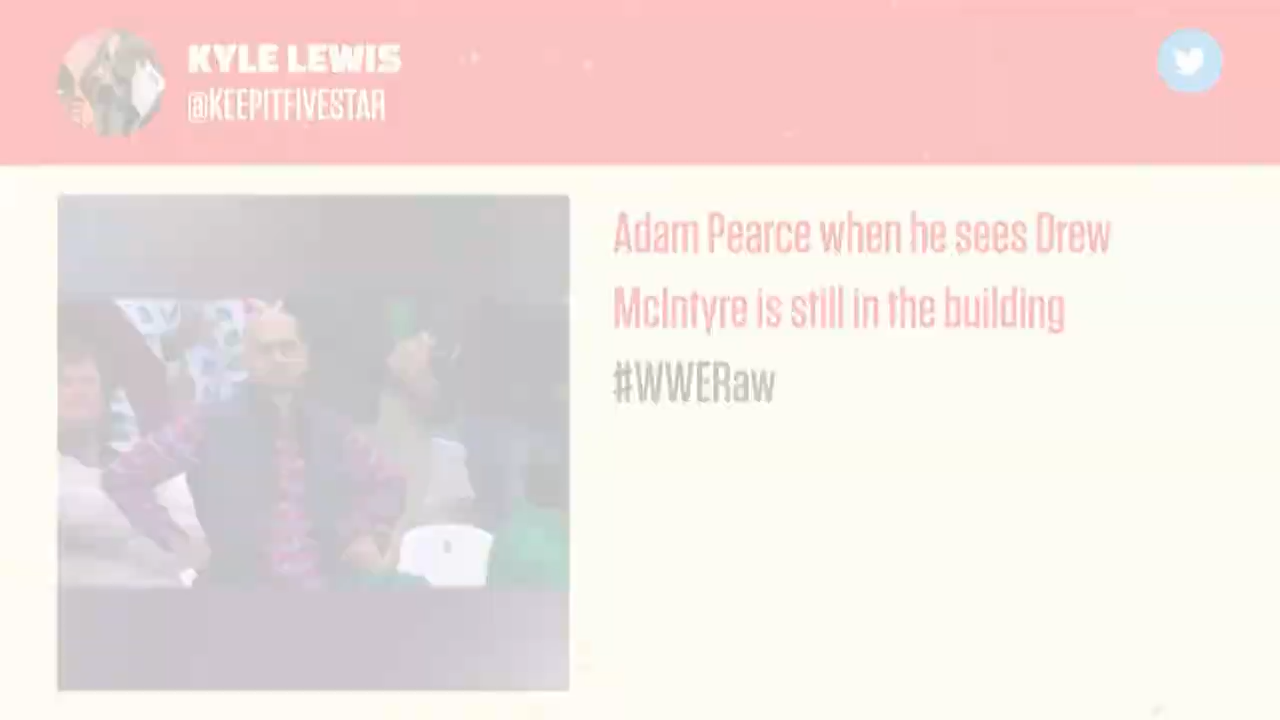 KYLE LEWIS
@KEEPITFIVESTAR
Adam Pearce when he sees Drew
McIntyre is still in the building
#WWERaw